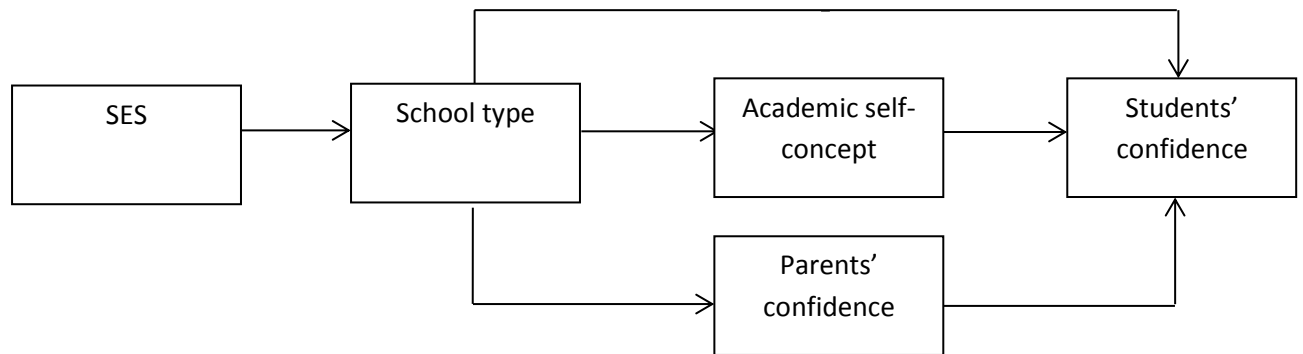 SES
School type
Academic self-
concept
Students’
confidence
Parents’
confidence